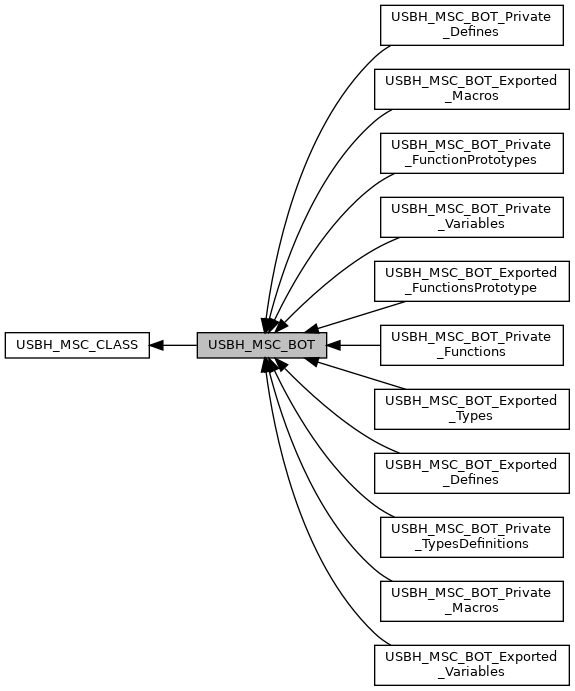 USBH_MSC_BOT_Private
_Defines
USBH_MSC_BOT_Exported
_Macros
USBH_MSC_BOT_Private
_FunctionPrototypes
USBH_MSC_BOT_Private
_Variables
USBH_MSC_BOT_Exported
_FunctionsPrototype
USBH_MSC_CLASS
USBH_MSC_BOT
USBH_MSC_BOT_Private
_Functions
USBH_MSC_BOT_Exported
_Types
USBH_MSC_BOT_Exported
_Defines
USBH_MSC_BOT_Private
_TypesDefinitions
USBH_MSC_BOT_Private
_Macros
USBH_MSC_BOT_Exported
_Variables